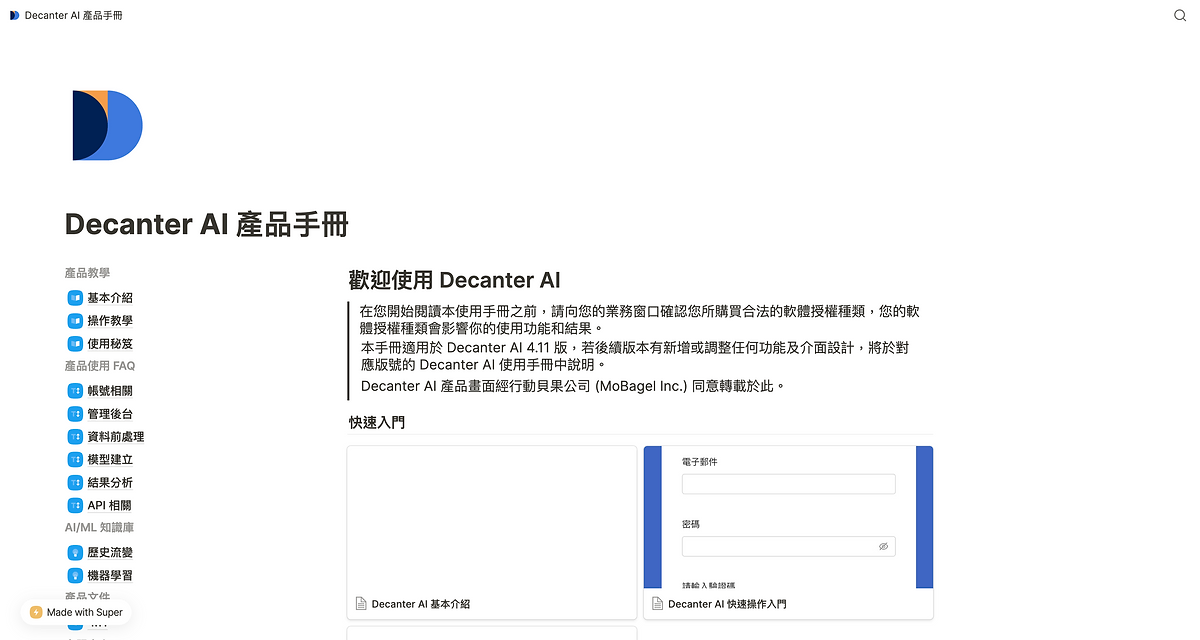 Decanter AI 產品手冊
Decanter AI 產品手冊
產品教學
基本介紹
操作教學
使用秘笈
產品使用 FAQ
帳號相關
管理後台
資料前處理
模型建立
結果分析
API 相關
AI/ML 知識庫
歷史流變
機器學習
產品文件
Made with Super
歡迎使用 Decanter AI
在您開始閱讀本使用手冊之前，請向您的業務窗口確認您所購買合法的軟體授權種類，您的軟
體授權種類會影響你的使用功能和結果。
本手冊適用於 Decanter AI 4.11 版，若後續版本有新增或調整任何功能及介面設計，將於對
應版號的 Decanter AI 使用手冊中說明。
Decanter AI 產品畫面經行動貝果公司 (MoBagel Inc.) 同意轉載於此。
快速入門
Decanter AI 基本介紹
電子郵件
密碼
請輸入驗證碼
Decanter AI 快速操作入門